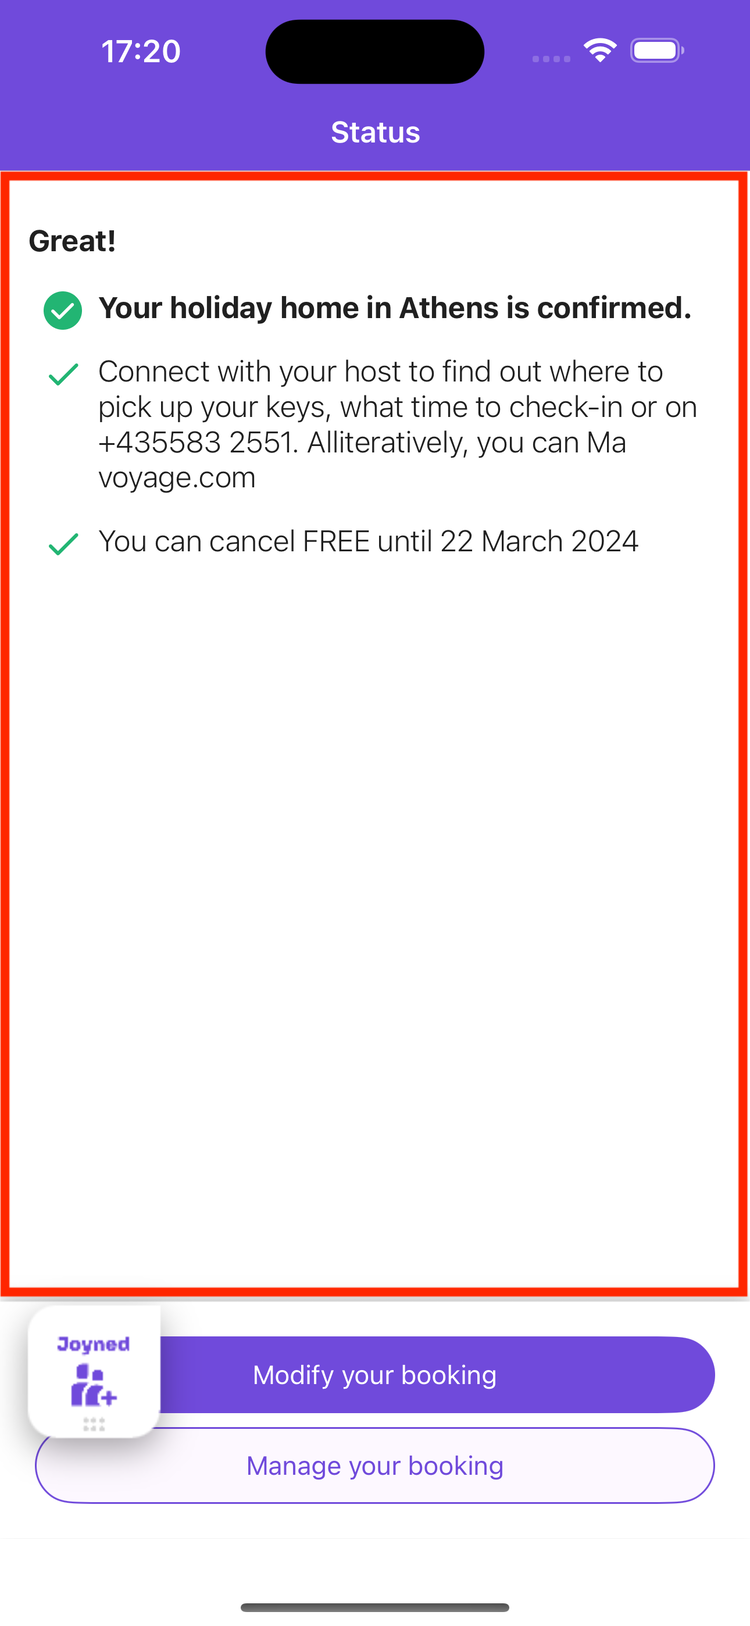 17:20
Status
Great!
Your holiday home in Athens is confirmed.
Connect with your host to find out where to
pick up your keys, what time to check-in or on
+435583 2551. Alliteratively, you can Ma
voyage.com
You can cancel FREE until 22 March 2024
Joyned
Modify your booking
Manage your booking